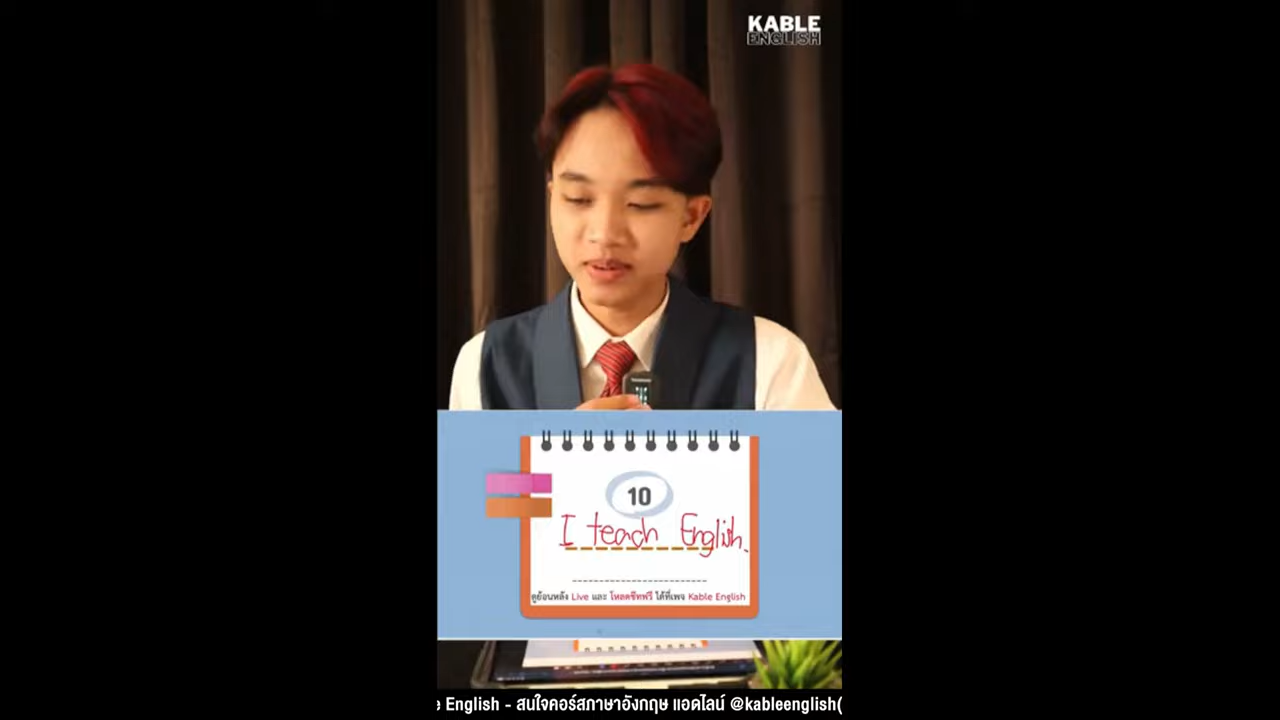 KABLE
ENGLISH
10
I teach English.
ดูย้อนหลัง Live และ โหลดชีทฟรี ได้ที่เพจ Kable English
e English - สนใจคอร์สภาษาอังกฤษ แอดไลน์ @kableenglish(